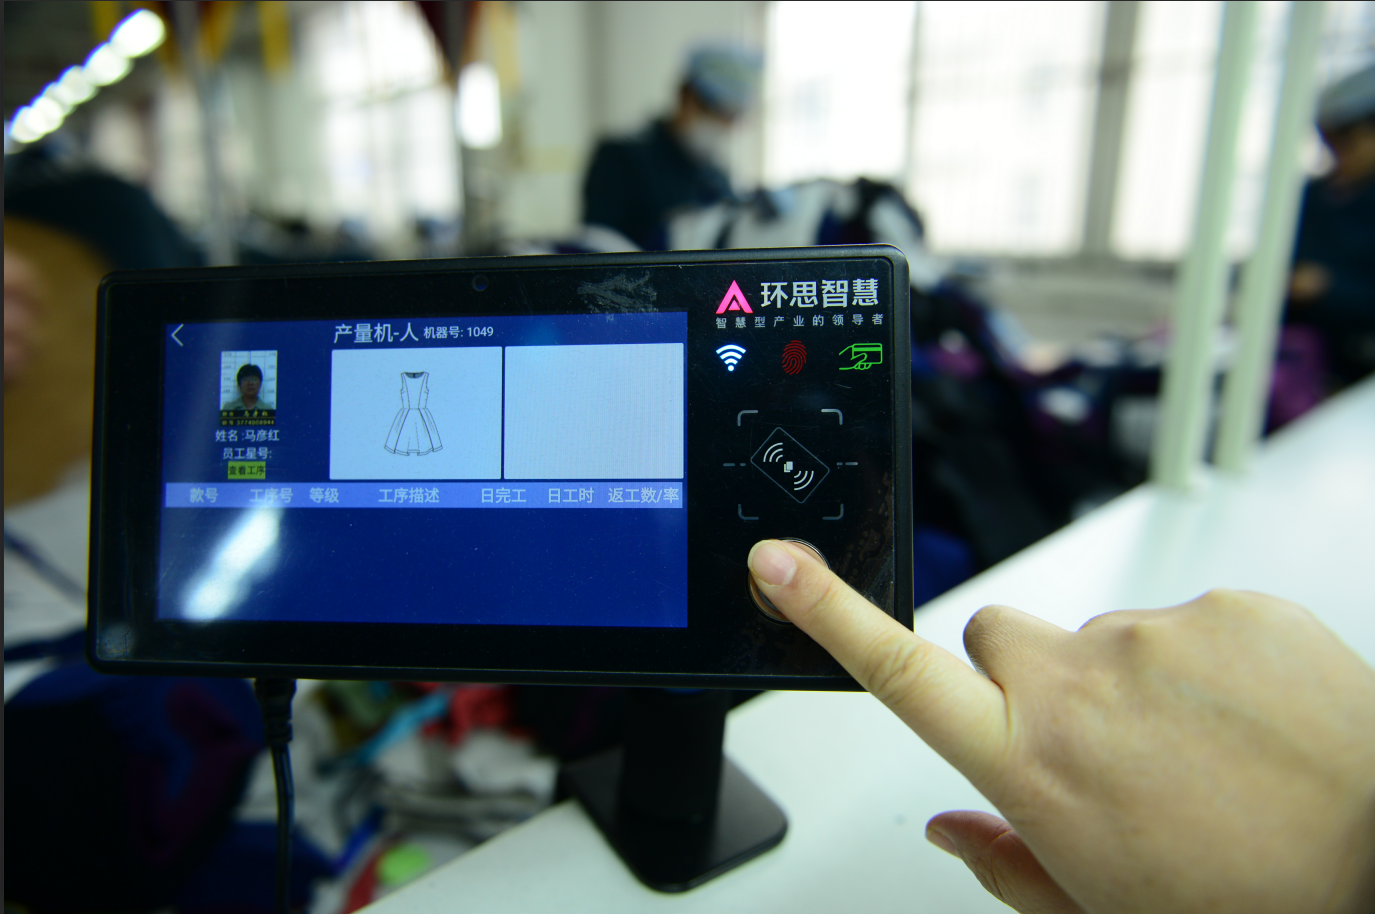 环思智慧
智慧型产业的领导者
产量机-人 机器号: 1049
姓名 :马彦红
员工星号:
查看工序
款号 工序号 等级 工序描述 日完工 日工时 返工数/率